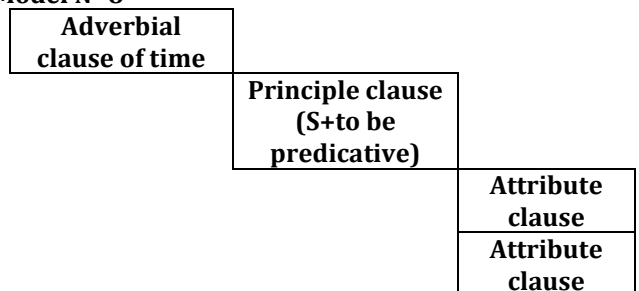 Adverbial
clause of time
Principle clause
(S+to be
predicative)
Attribute
clause
Attribute
clause